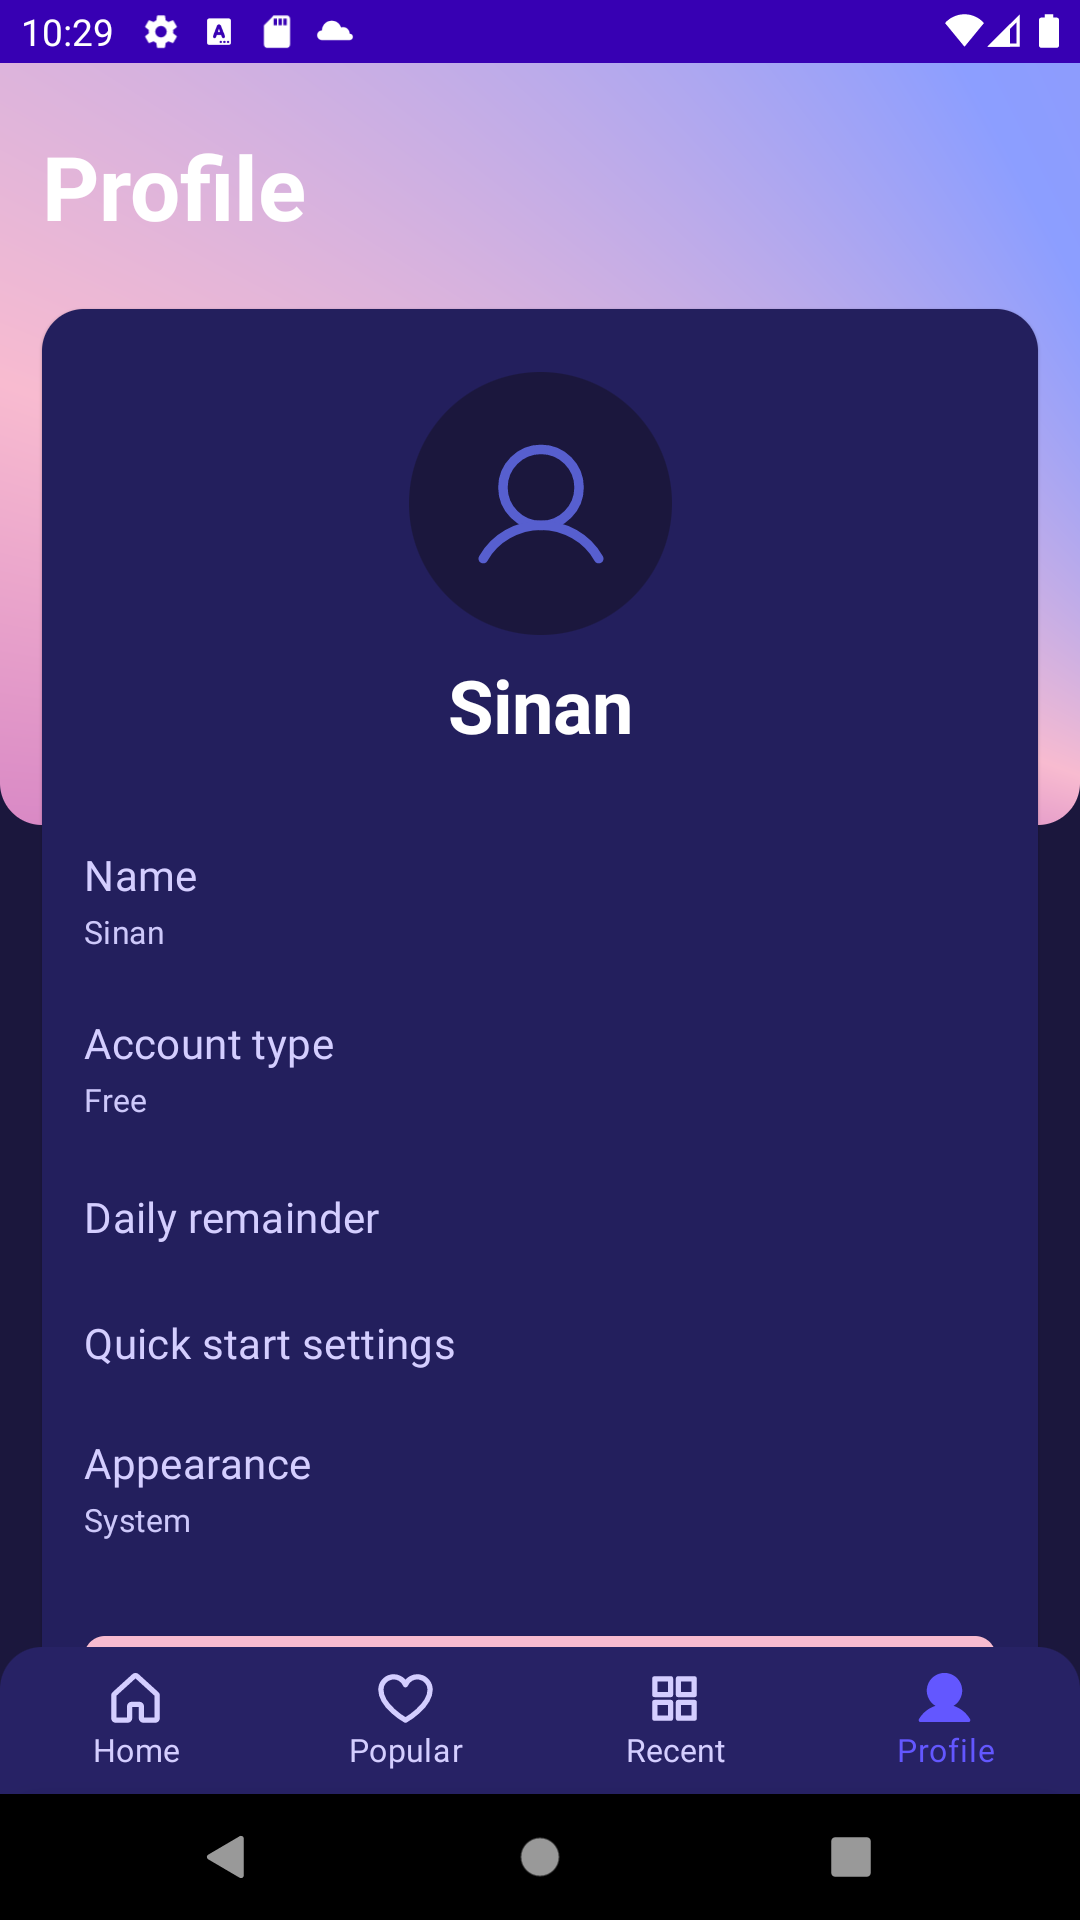 10:29
Profile
Sinan
Name
Sinan
Account type
Free
Daily remainder
Quick start settings
Appearance
System
Home
Popular
Recent
Profile